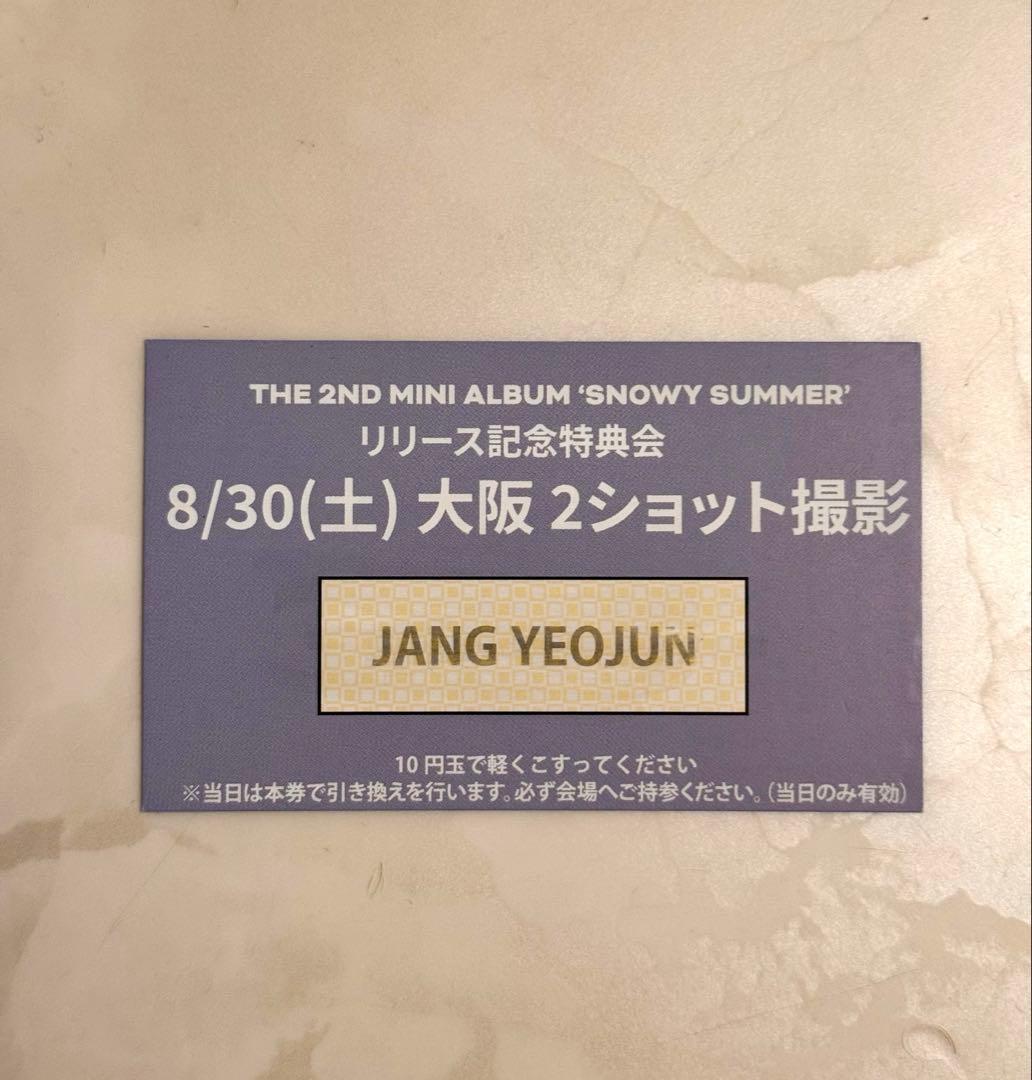 THE 2ND MINI ALBUM ‘SNOWY SUMMER’
リリース記念特典会
8/30(土) 大阪 2ショット撮影
JANG YEOJUN
10円玉で軽くこすってください
※当日は本券で引き換えを行います。必ず会場へご持参ください。(当日のみ有効)